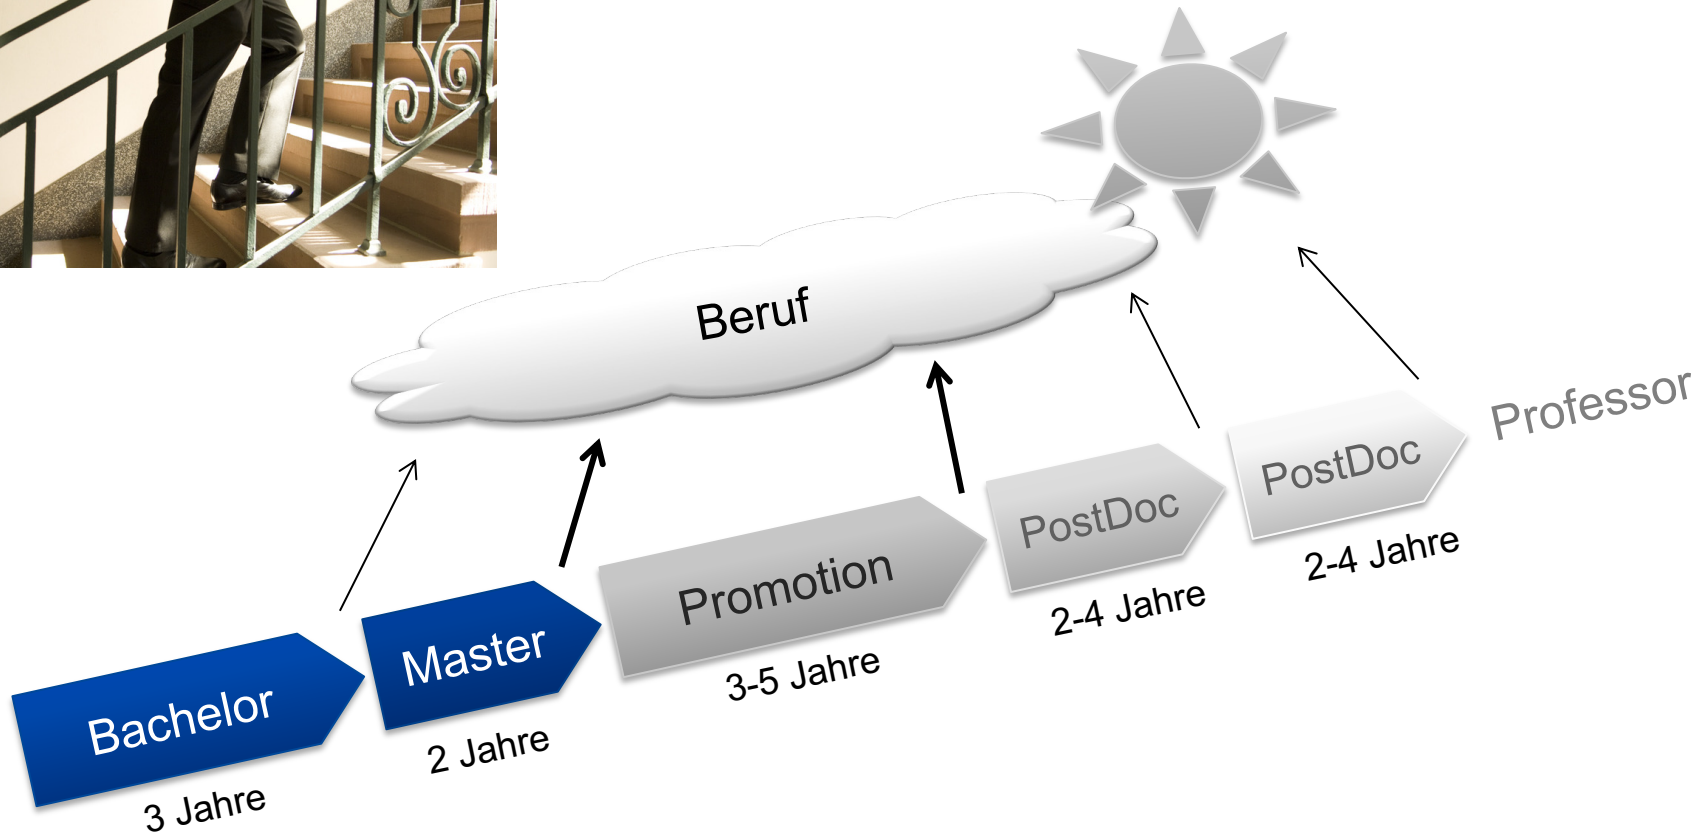 Beruf
Bachelor
3 Jahre
Master
2 Jahre
Promotion
3-5 Jahre
PostDoc
2-4 Jahre
PostDoc
2-4 Jahre
Professor